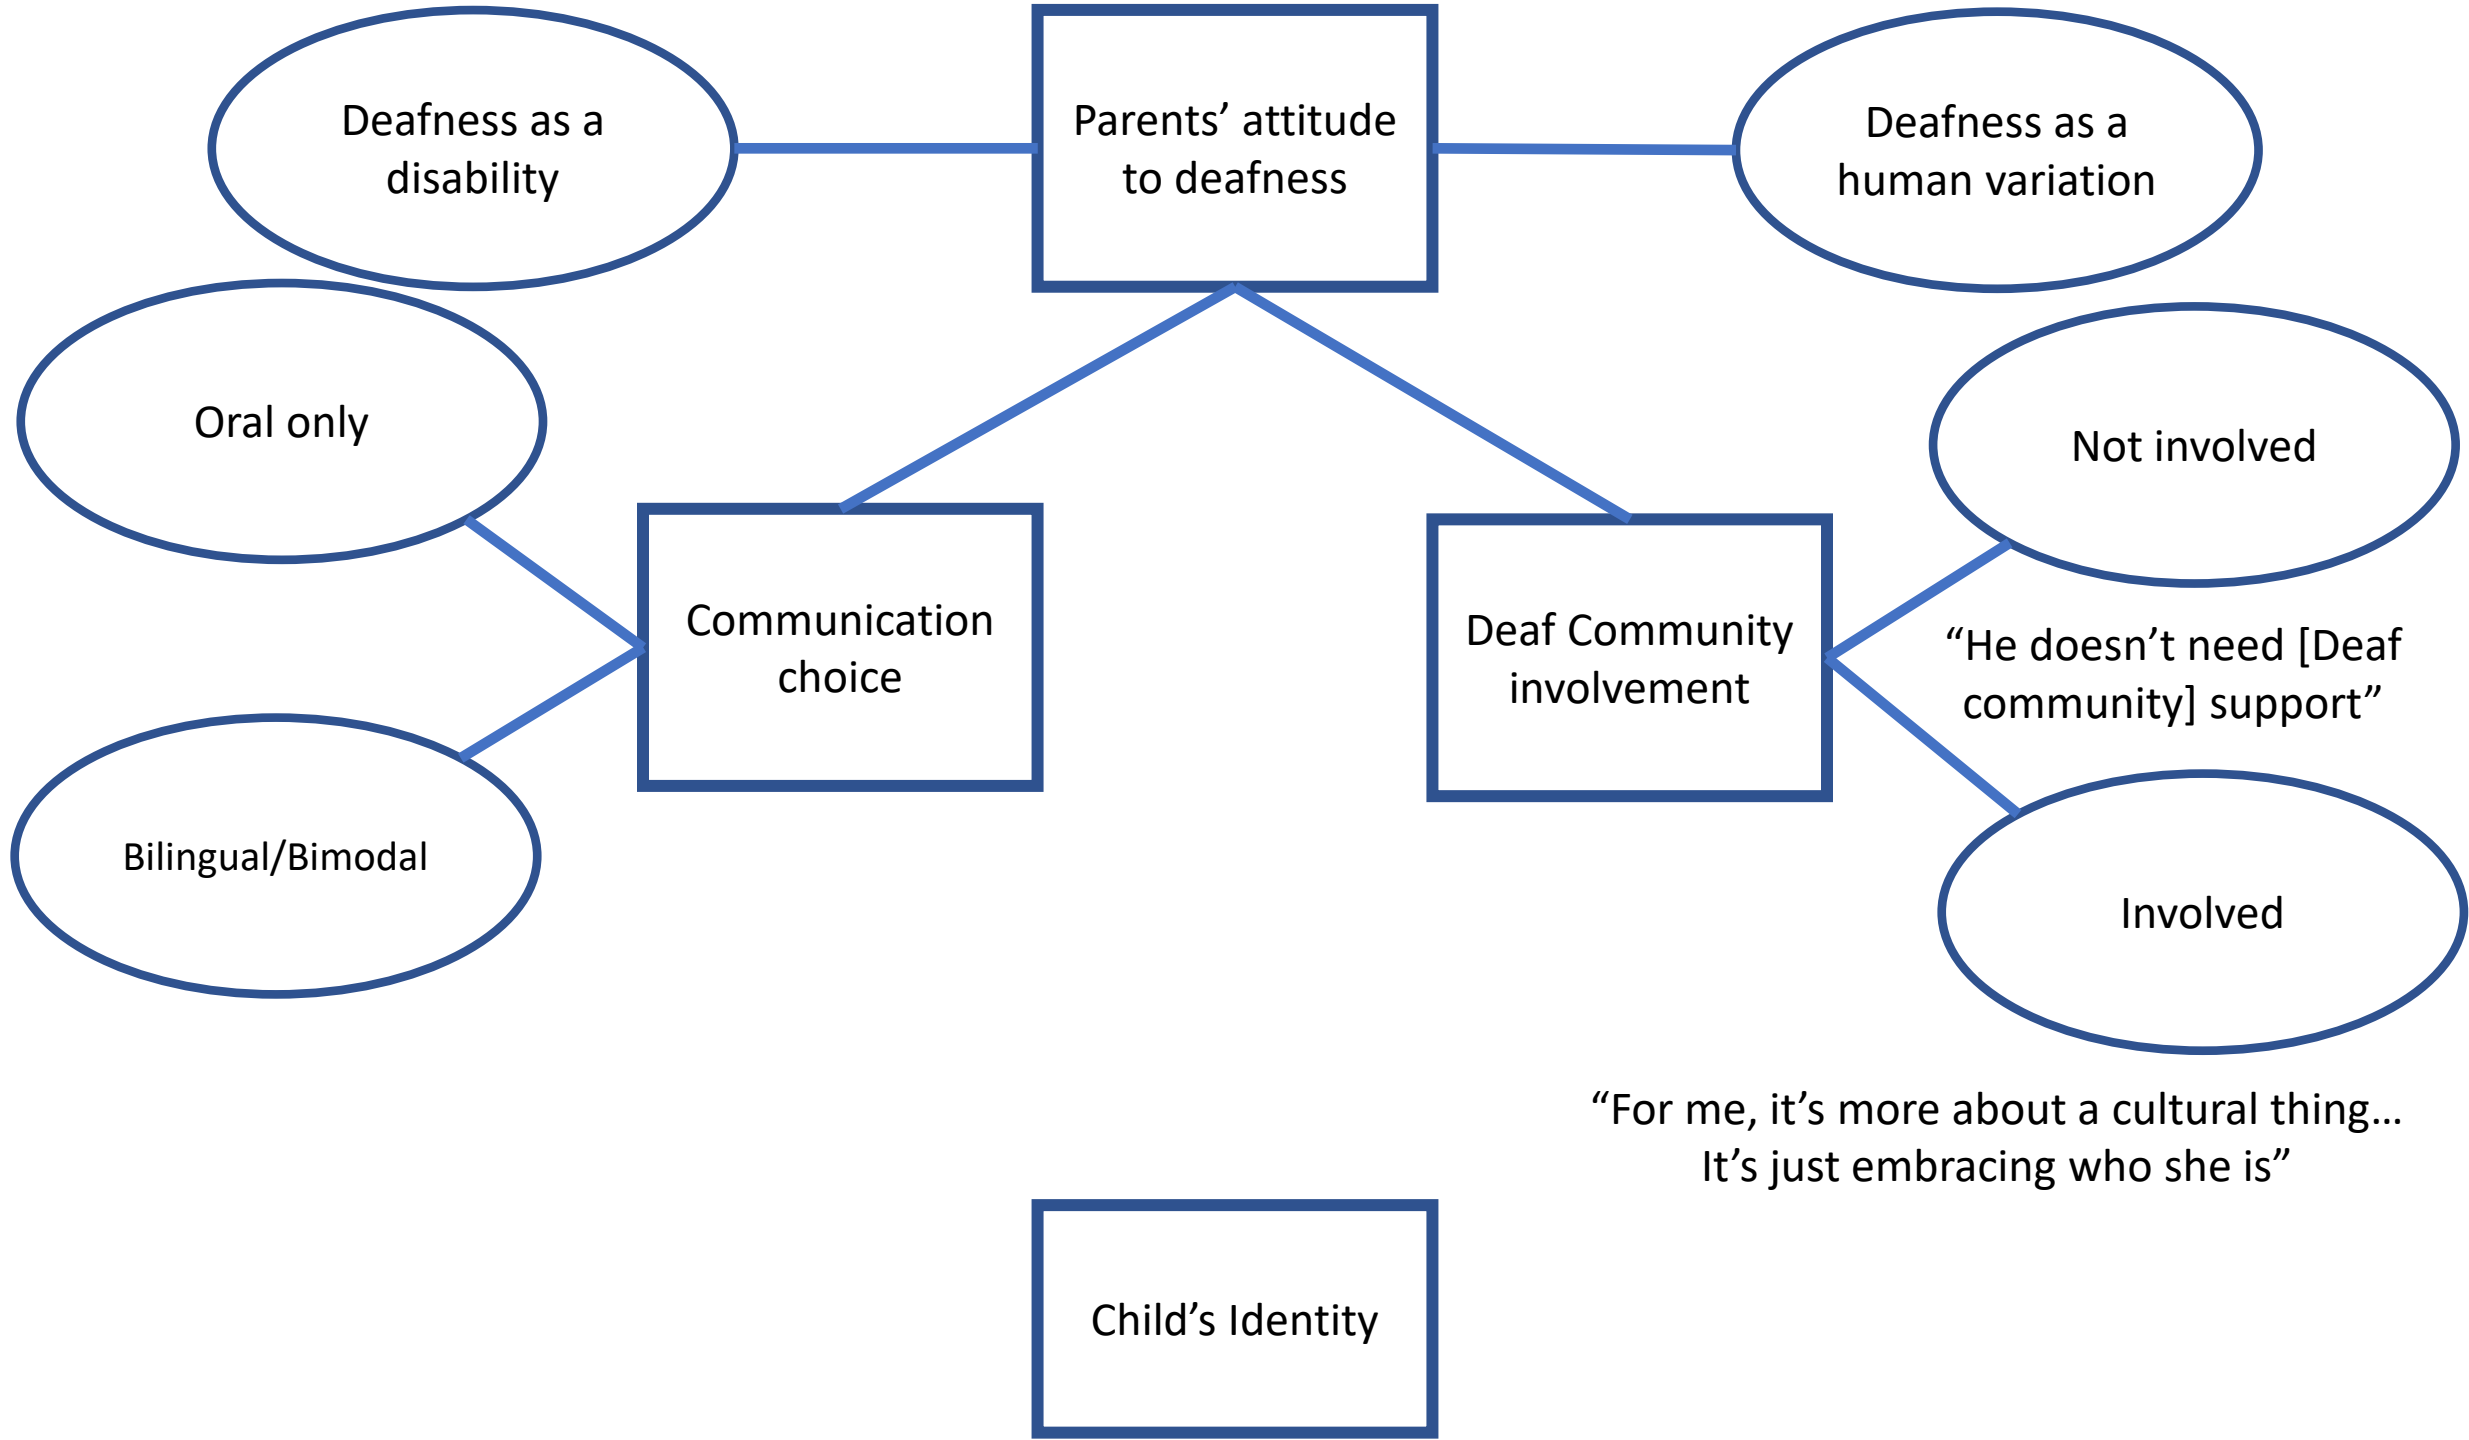 Deafness as a
disability
Parents’ attitude
to deafness
Deafness as a
human variation
Oral only
Not involved
Communication
choice
Deaf Community
involvement
“He doesn’t need [Deaf
community] support”
Bilingual/Bimodal
Involved
“For me, it’s more about a cultural thing…
It’s just embracing who she is”
Child’s Identity